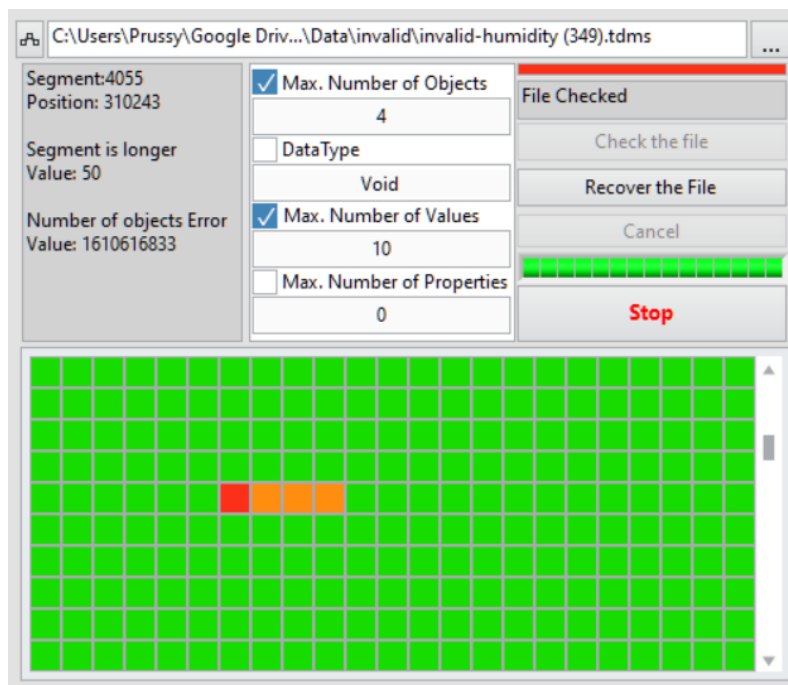 C:\Users\Prussy\Google Driv...\Data\invalid\invalid-humidity (349).tdms
...
Segment:4055
Position: 310243
Segment is longer
Value: 50
Number of objects Error
Value: 1610616833
Max. Number of Objects
4
DataType
Void
Max. Number of Values
10
Max. Number of Properties
0
File Checked
Check the file
Recover the File
Cancel
Stop